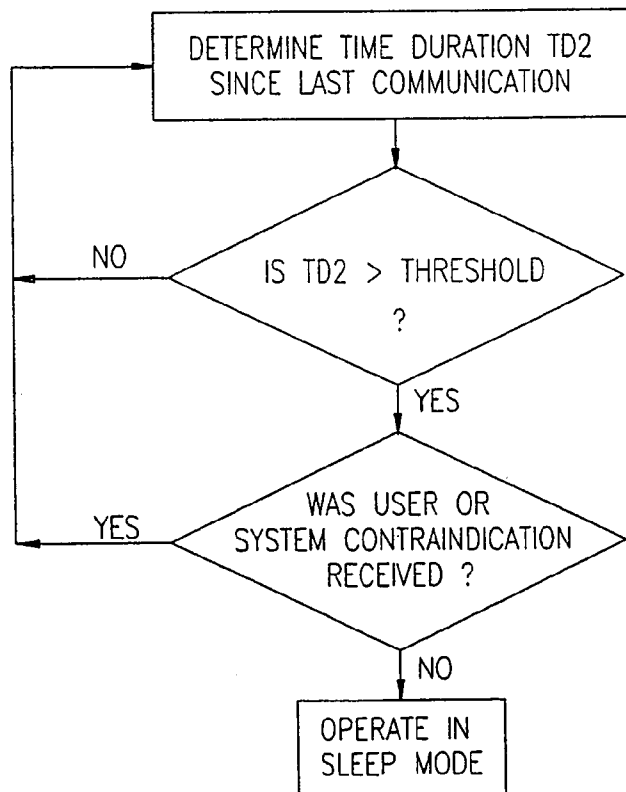 DETERMINE TIME DURATION TD2
SINCE LAST COMMUNICATION
NO
IS TD2 > THRESHOLD
?
YES
WAS USER OR
YES
SYSTEM CONTRAINDICATION
RECEIVED ?
NO
OPERATE IN
SLEEP MODE